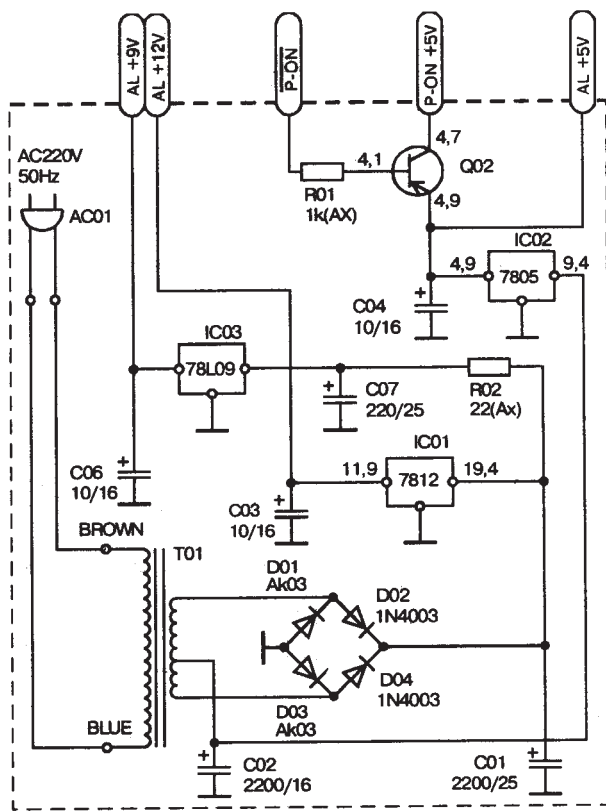 AL +9V
AL +12V
P-ON
P-ON +5V
AL +5V
AC220V
50Hz
AC01
4,7
4,1
Q02
R01
1k(AX)
4,9
IC02
4,9
7805
9,4
C04
+
10/16
IC03
78L09
+
C07
220/25
R02
22(Ax)
IC01
11,9
7812
19,4
+
C06
10/16
+
C03
10/16
BROWN
T01
D01
Ak03
D02
1N4003
D04
1N4003
D03
Ak03
BLUE
+
C02
2200/16
+
C01
2200/25